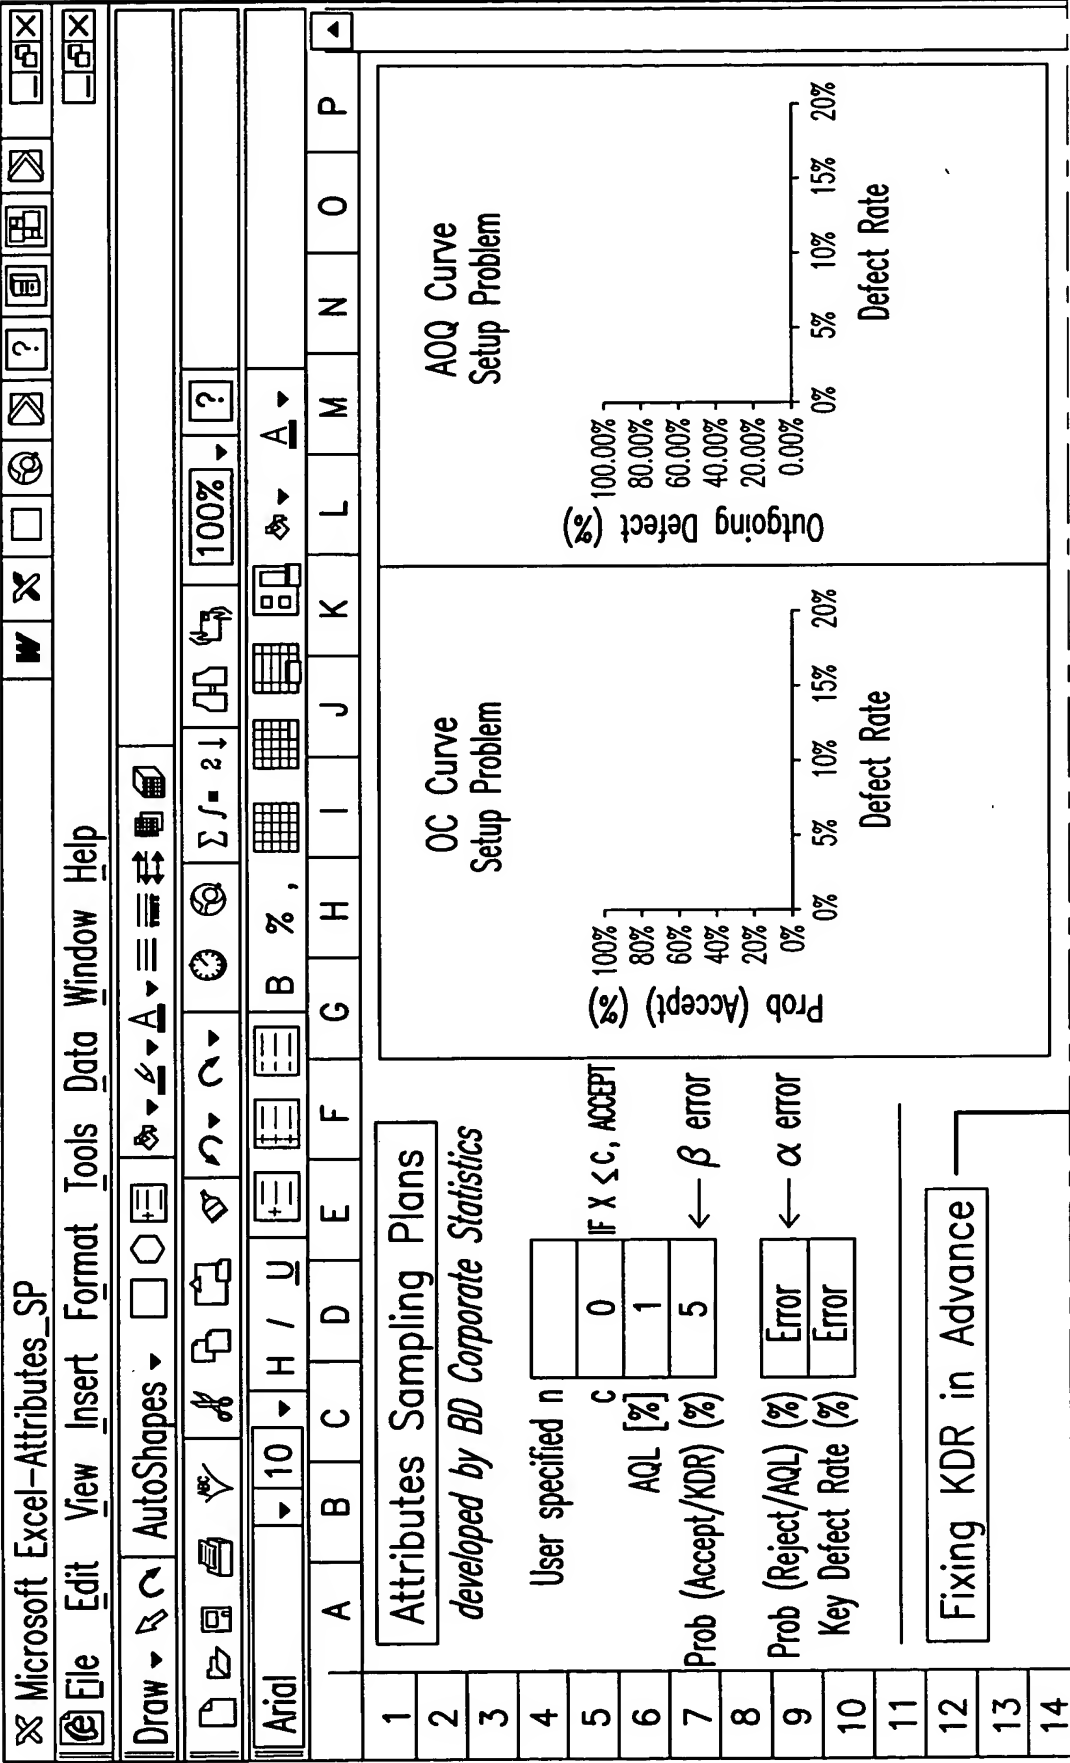 Microsoft Excel-Attributes_SP
File Edit View Insert Format Tools Data Window Help
Draw AutoShapes
ABC
100% ?
Arial 10 H / U B % , A
A B C D E F G H I J K L M N O P
1
2
3
4
5
6
7
8
9
10
11
12
13
14
Attributes Sampling Plans
developed by BD Corporate Statistics
User specified n
c 0 IF X ≤ C, ACCEPT
AQL [%] 1
Prob (Accept/KDR) (%) 5 ← β error
Prob (Reject/AQL) (%) Error ← α error
Key Defect Rate (%) Error
Fixing KDR in Advance
OC Curve
Setup Problem
Prob (Accept) (%)
100%
80%
60%
40%
20%
0%
0% 5% 10% 15% 20%
Defect Rate
AOQ Curve
Setup Problem
Outgoing Defect (%)
100.00%
80.00%
60.00%
40.00%
20.00%
0.00%
0% 5% 10% 15% 20%
Defect Rate